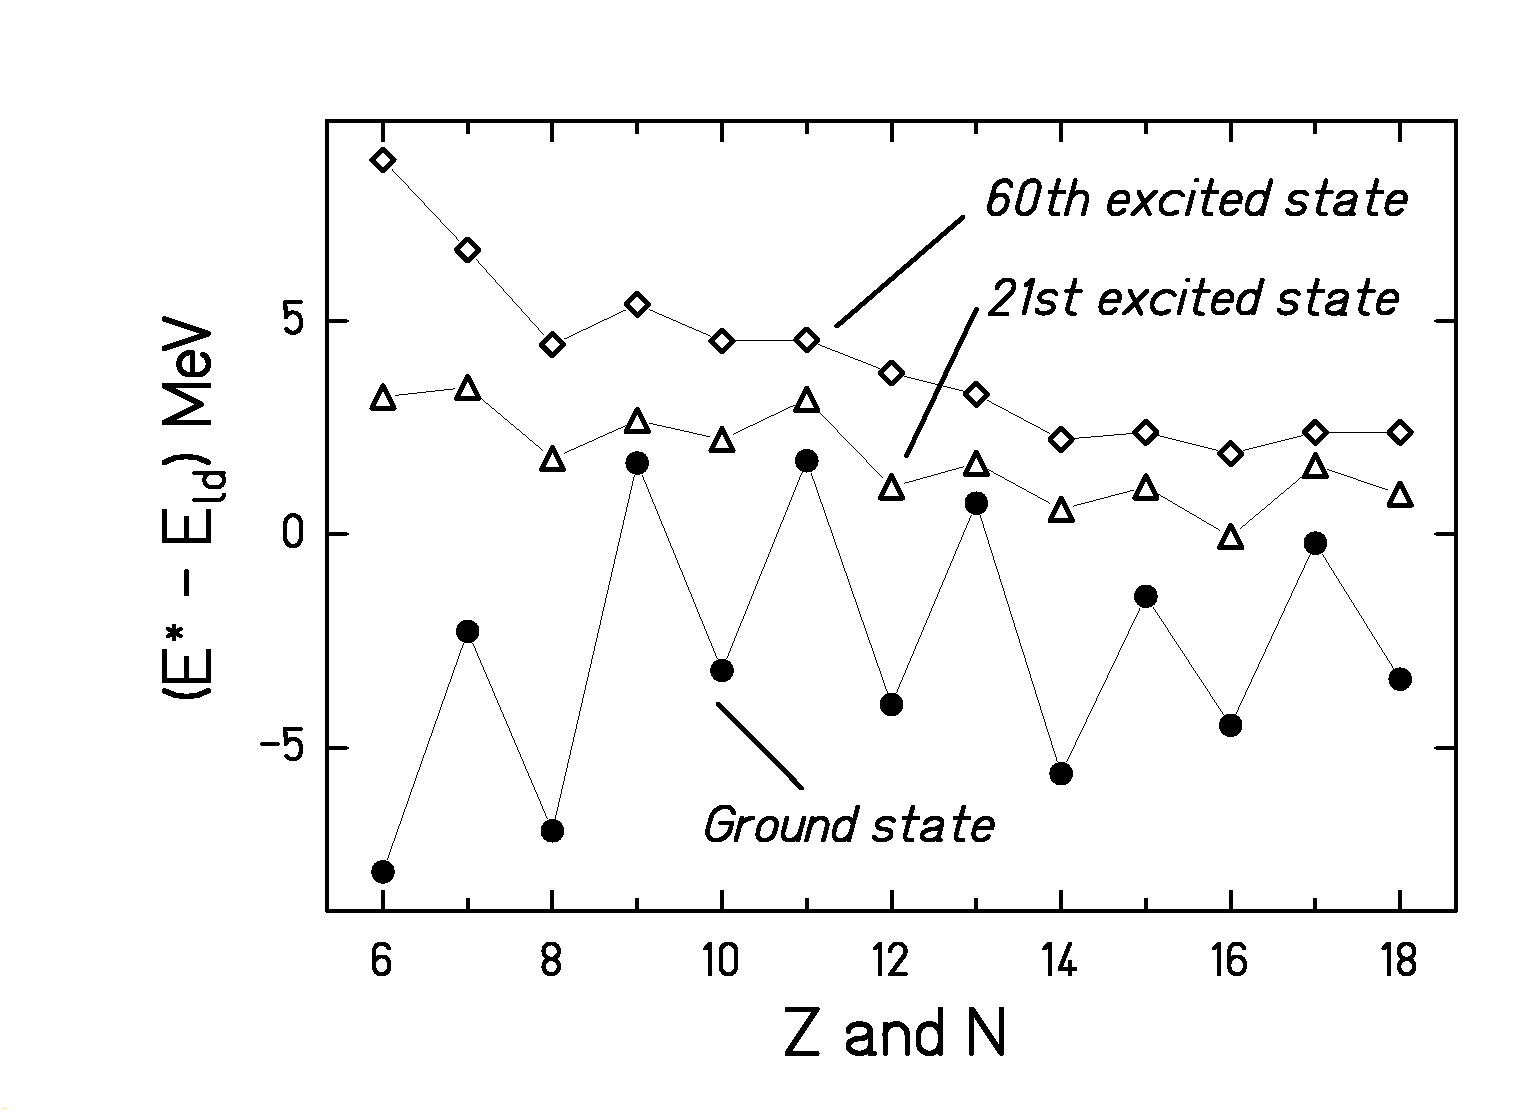 60th excited state
21st excited state
5
0
-5
(E* - Eld) MeV
Ground state
6 8 10 12 14 16 18
Z and N